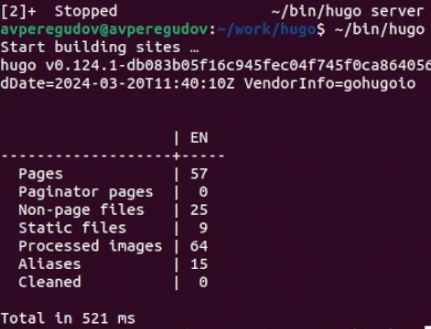 [2]+  Stopped                 ~/bin/hugo server
avperegudov@avperegudov:~/work/hugo$ ~/bin/hugo
Start building sites …
hugo v0.124.1-db083b05f16c945fec04f745f0ca8640560
dDate=2024-03-20T11:40:10Z VendorInfo=gohugoio
                   | EN
-------------------+-----
  Pages            | 57
  Paginator pages  |  0
  Non-page files   | 25
  Static files     |  9
  Processed images | 64
  Aliases          | 15
  Cleaned          |  0
Total in 521 ms